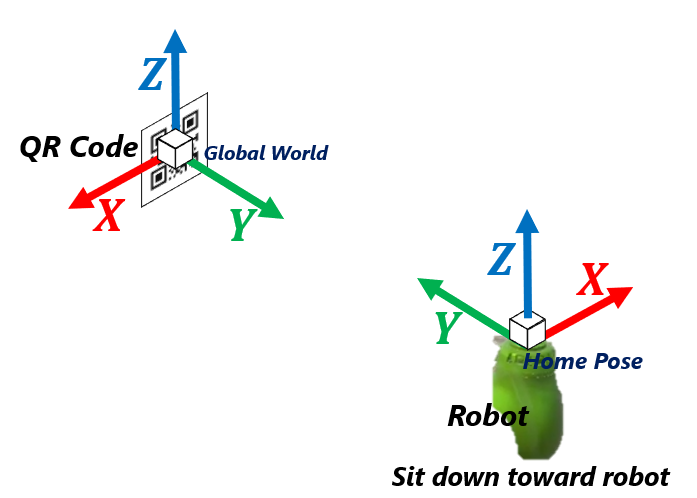 Z
QR Code
Global World
X
Y
Z
X
Y
Home Pose
Robot
Sit down toward robot